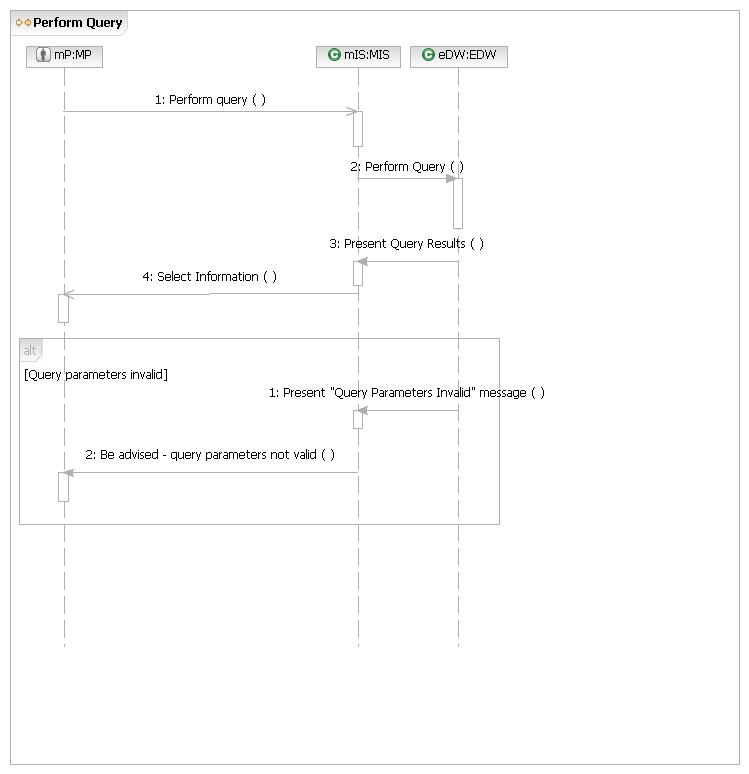 Perform Query
mP:MP
mIS:MIS
eDW:EDW
1: Perform query ( )
2: Perform Query ( )
3: Present Query Results ( )
4: Select Information ( )
alt
[Query parameters invalid]
1: Present "Query Parameters Invalid" message ( )
2: Be advised - query parameters not valid ( )